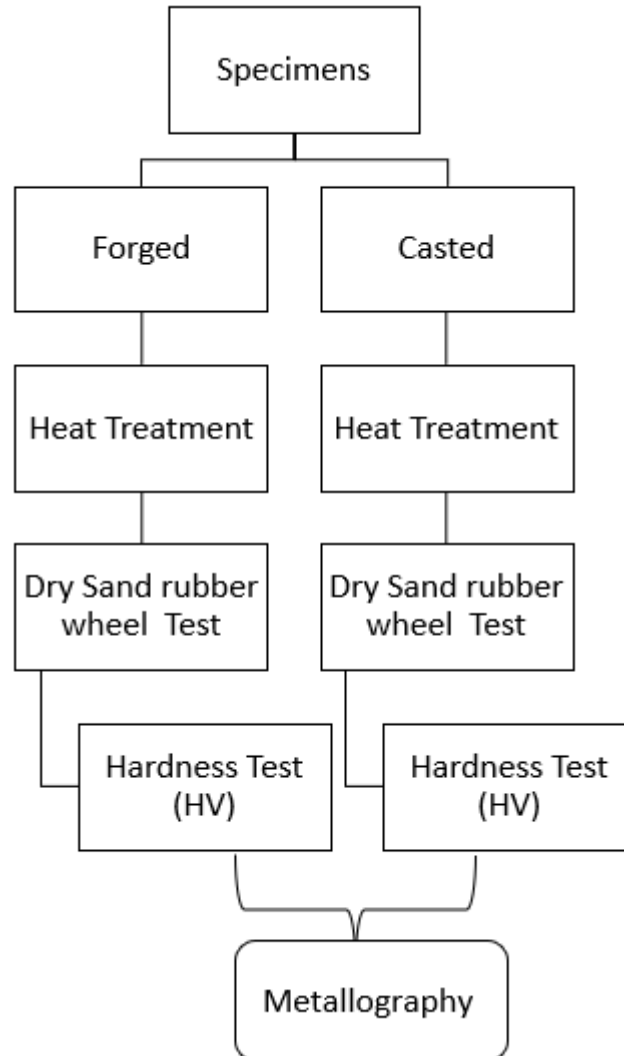 Specimens
Forged
Casted
Heat Treatment
Heat Treatment
Dry Sand rubber
wheel Test
Dry Sand rubber
wheel Test
Hardness Test
(HV)
Hardness Test
(HV)
Metallography